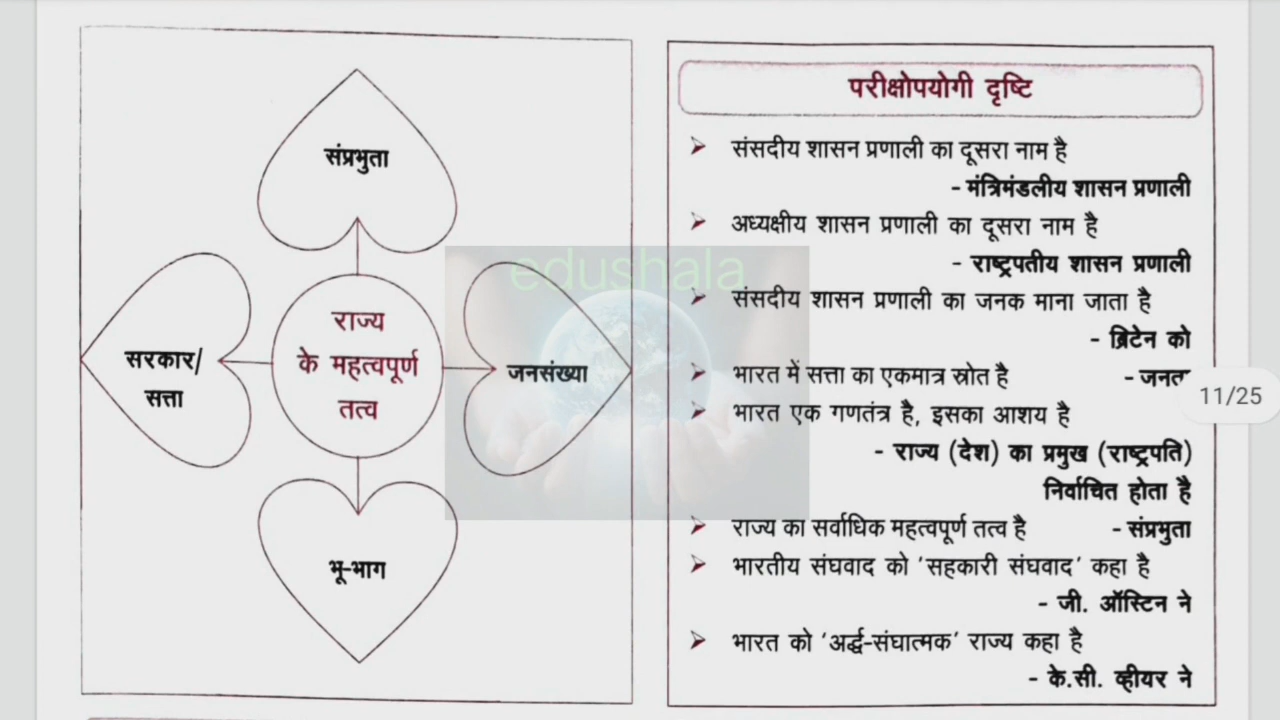 संप्रभुता
सरकार/
सत्ता
राज्य
के महत्वपूर्ण
तत्व
जनसंख्या
भू-भाग
edushala
परीक्षोपयोगी दृष्टि
संसदीय शासन प्रणाली का दूसरा नाम है
- मंत्रिमंडलीय शासन प्रणाली
अध्यक्षीय शासन प्रणाली का दूसरा नाम है
- राष्ट्रपतीय शासन प्रणाली
संसदीय शासन प्रणाली का जनक माना जाता है
- ब्रिटेन को
भारत में सत्ता का एकमात्र स्रोत है
11/25
भारत एक गणतंत्र है, इसका आशय है
- राज्य (देश) का प्रमुख (राष्ट्रपति)
निर्वाचित होता है
राज्य का सर्वाधिक महत्वपूर्ण तत्व है - संप्रभुता
भारतीय संघवाद को 'सहकारी संघवाद' कहा है
- जी. ऑस्टिन ने
भारत को 'अर्द्ध-संघात्मक' राज्य कहा है
- के.सी. व्हीयर ने